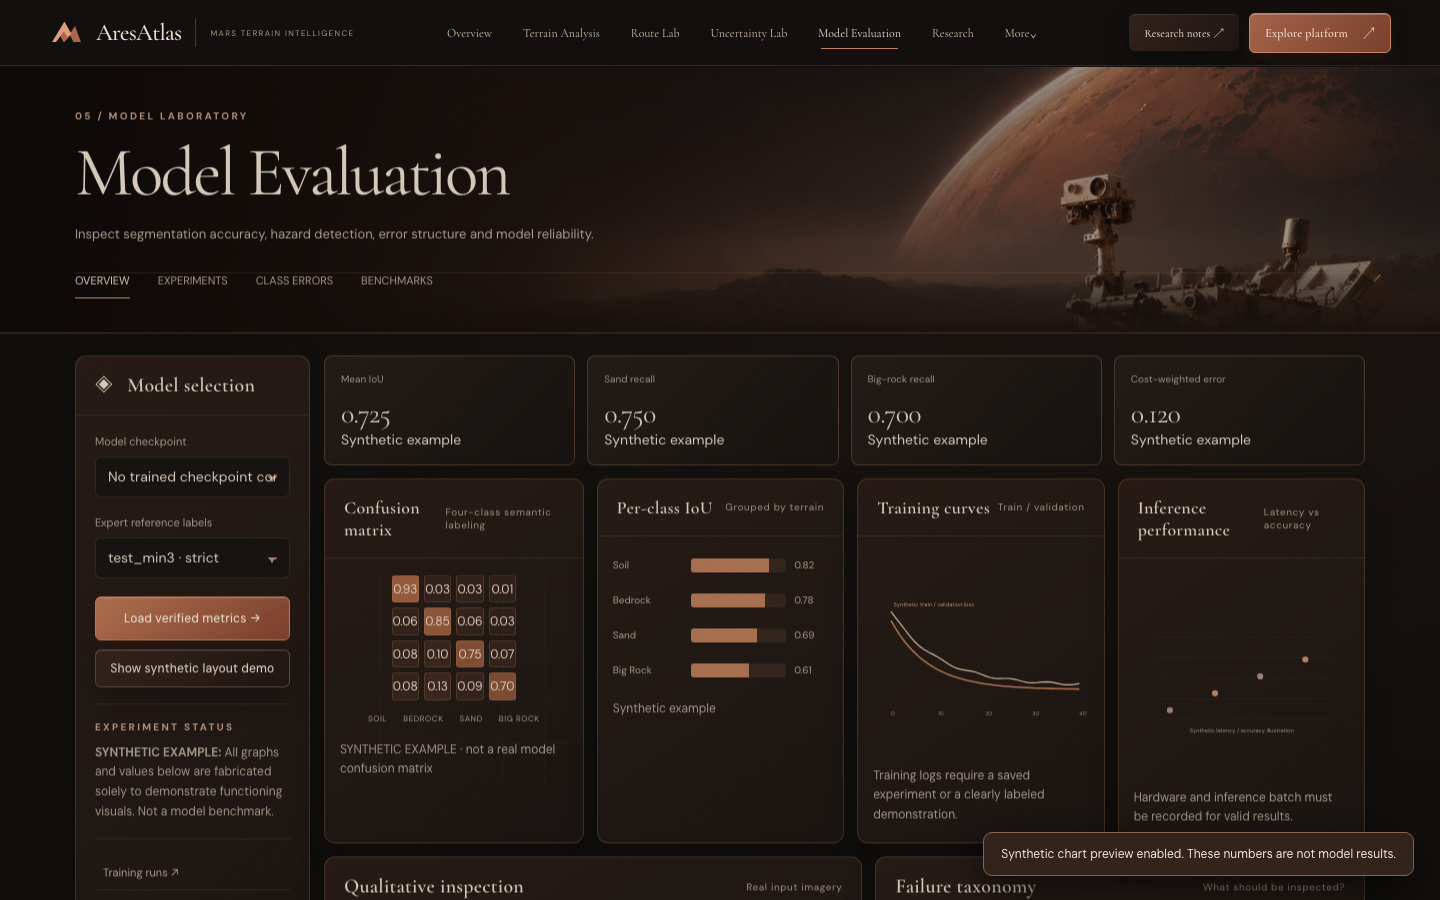 AresAtlas
MARS TERRAIN INTELLIGENCE
Overview
Terrain Analysis
Route Lab
Uncertainty Lab
Model Evaluation
Research
More
Research notes ↗
Explore platform ↗
05 / MODEL LABORATORY
Model Evaluation
Inspect segmentation accuracy, hazard detection, error structure and model reliability.
OVERVIEW
EXPERIMENTS
CLASS ERRORS
BENCHMARKS
Model selection
Model checkpoint
No trained checkpoint
Expert reference labels
test_min3 · strict
Load verified metrics →
Show synthetic layout demo
EXPERIMENT STATUS
SYNTHETIC EXAMPLE: All graphs
and values below are fabricated
solely to demonstrate functioning
visuals. Not a model benchmark.
Training runs ↗
Mean IoU
0.725
Synthetic example
Sand recall
0.750
Synthetic example
Big-rock recall
0.700
Synthetic example
Cost-weighted error
0.120
Synthetic example
Confusion
matrix
Four-class semantic
labeling
0.93 0.03 0.03 0.01
0.06 0.85 0.06 0.03
0.08 0.10 0.75 0.07
0.08 0.13 0.09 0.70
SOIL BEDROCK SAND BIG ROCK
SYNTHETIC EXAMPLE · not a real model
confusion matrix
Per-class IoU
Grouped by terrain
Soil 0.82
Bedrock 0.78
Sand 0.69
Big Rock 0.61
Synthetic example
Training curves
Train / validation
Synthetic train / validation loss
0 10 20 30 40
Training logs require a saved
experiment or a clearly labeled
demonstration.
Inference
performance
Latency vs
accuracy
Synthetic latency / accuracy illustration
Hardware and inference batch must
be recorded for valid results.
Synthetic chart preview enabled. These numbers are not model results.
Qualitative inspection
Real input imagery
Failure taxonomy
What should be inspected?